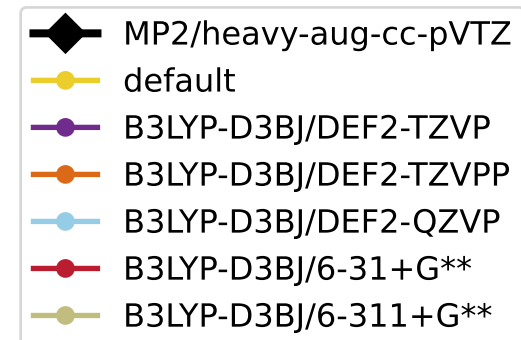 MP2/heavy-aug-cc-pVTZ
default
B3LYP-D3BJ/DEF2-TZVP
B3LYP-D3BJ/DEF2-TZVPP
B3LYP-D3BJ/DEF2-QZVP
B3LYP-D3BJ/6-31+G**
B3LYP-D3BJ/6-311+G**